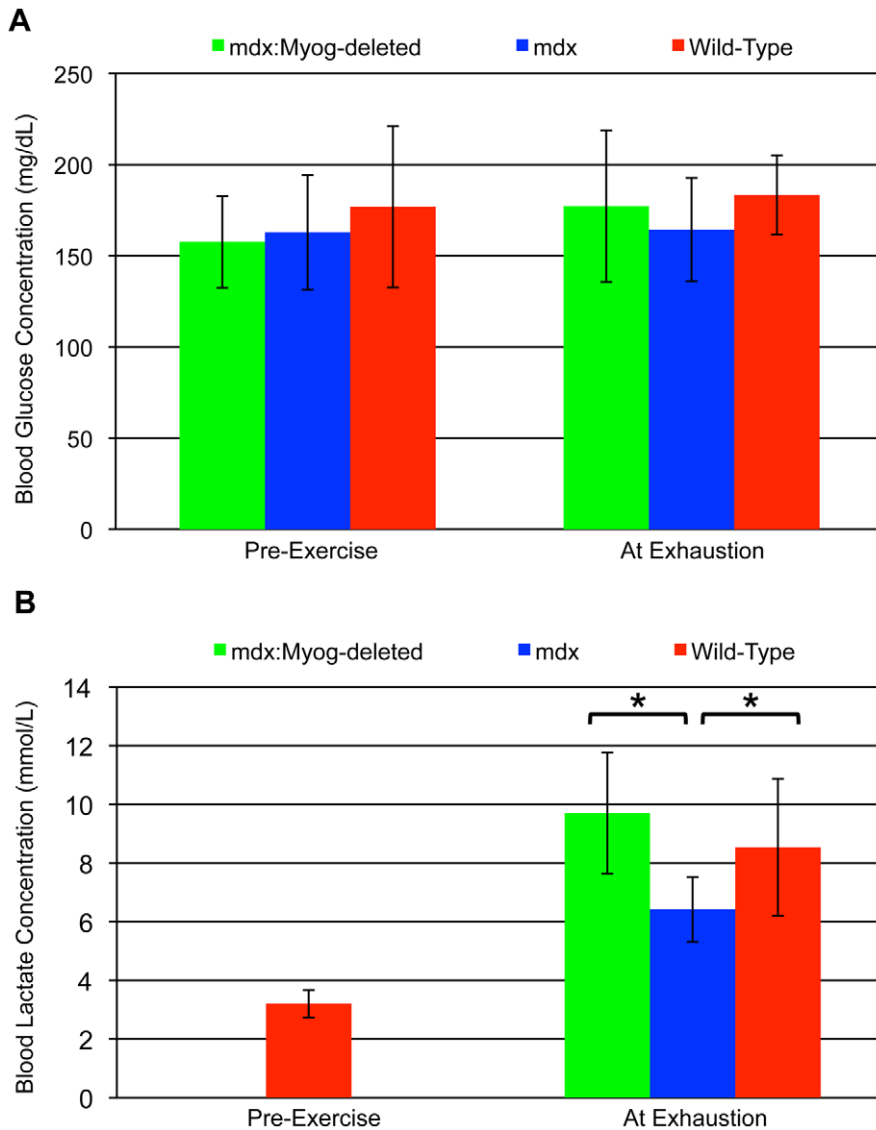 A
mdx:Myog-deleted mdx Wild-Type
Blood Glucose Concentration (mg/dL)
250
200
150
100
50
0
Pre-Exercise At Exhaustion
B
mdx:Myog-deleted mdx Wild-Type
Blood Lactate Concentration (mmol/L)
14
* *
12
10
8
6
4
2
0
Pre-Exercise At Exhaustion